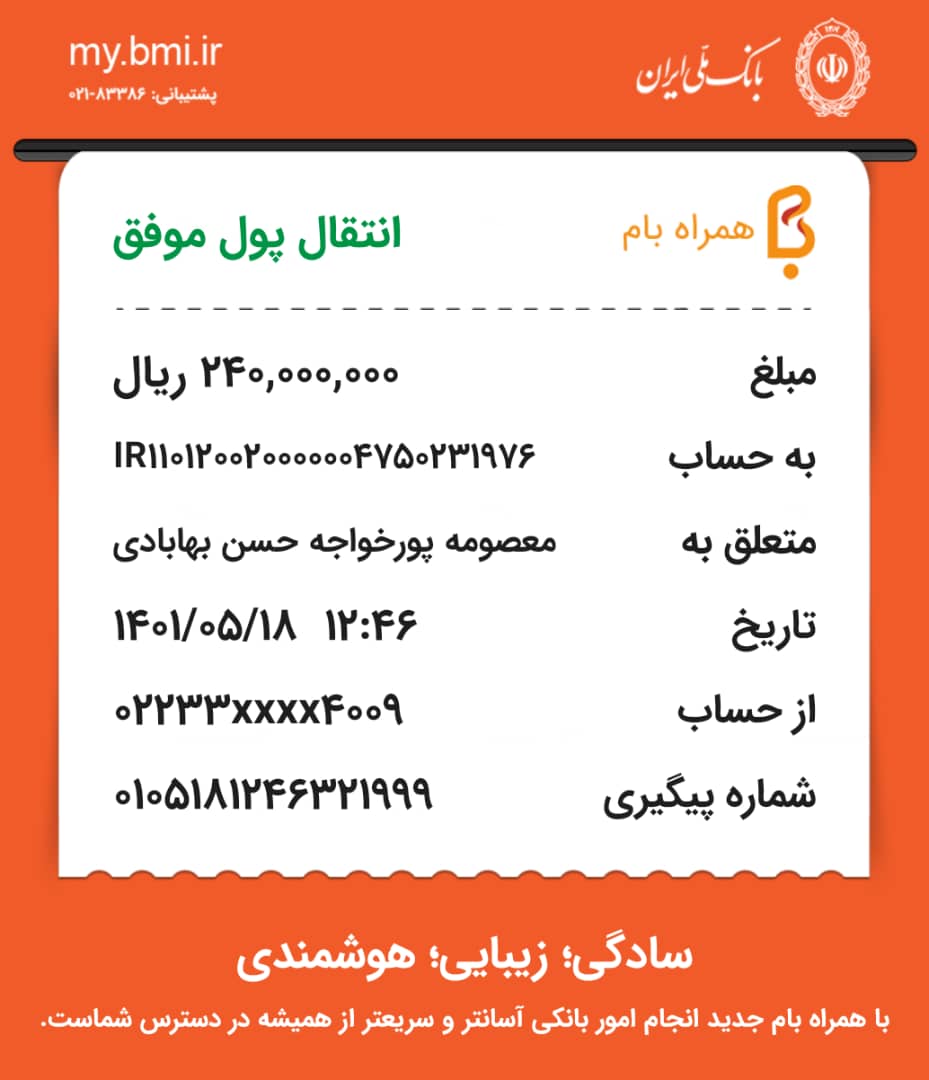 my.bmi.ir
پشتیبانی: ۸۳۳۸۶-۰۲۱
بانک ملی ایران
همراه بام
انتقال پول موفق
مبلغ ۲۴۰,۰۰۰,۰۰۰ ریال
به حساب IR۱۱۰۱۲۰۰۲۰۰۰۰۰۰۴۷۵۰۲۳۱۹۷۶
متعلق به معصومه پورخواجه حسن بهابادی
تاریخ ۱۴۰۱/۰۵/۱۸ ۱۲:۴۶
از حساب ۰۲۲۳۳xxxx۴۰۰۹
شماره پیگیری ۰۱۰۵۱۸۱۲۴۶۳۲۱۹۹۹
سادگی؛ زیبایی؛ هوشمندی
با همراه بام جدید انجام امور بانکی آسانتر و سریعتر از همیشه در دسترس شماست.